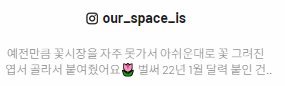 our_space_is
예전만큼 꽃시장을 자주 못가서 아쉬운대로 꽃 그려진
엽서 골라서 붙여줬어요🌷 벌써 22년 1월 달력 붙인 건..